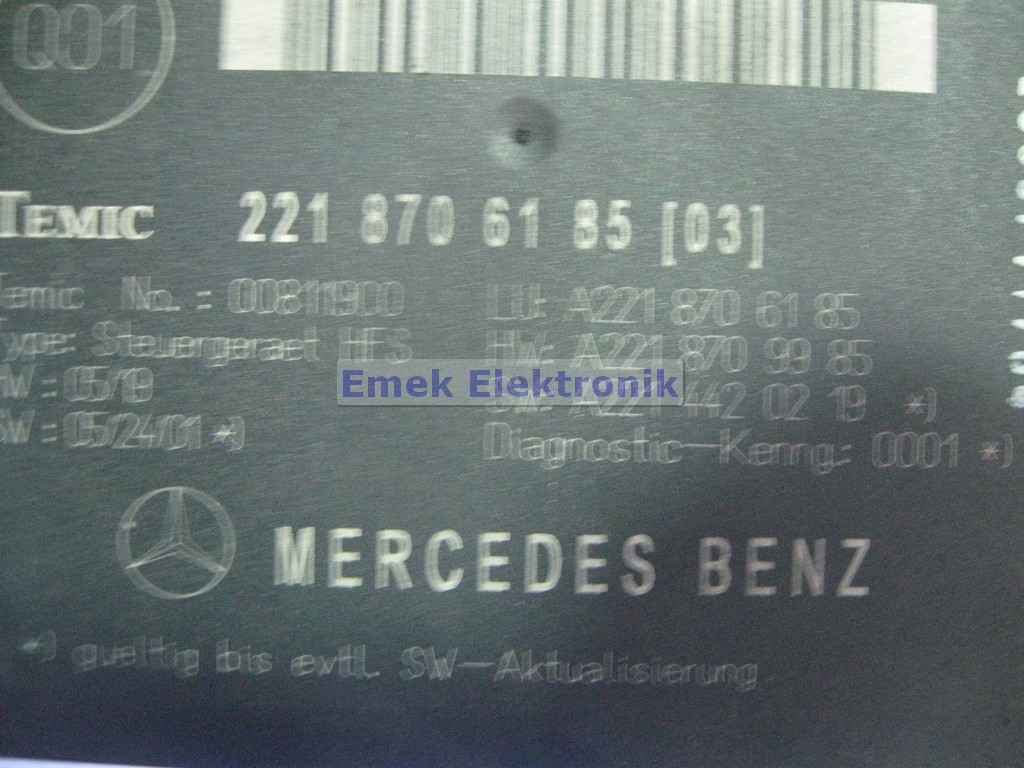 Q01
TEMIC 221 870 61 85 [03]
Temic No.: 00811900 LU: A221 870 61 85
Type: Steuergeraet HFS HW: A221 870 99 85
HW: 05/19 SW: A221 442 02 19 *)
SW: 05/24/01 *) Diagnostic-Kenng.: 0001 *)
Emek Elektronik
MERCEDES BENZ
*) gueltig bis evtl. SW-Aktualisierung